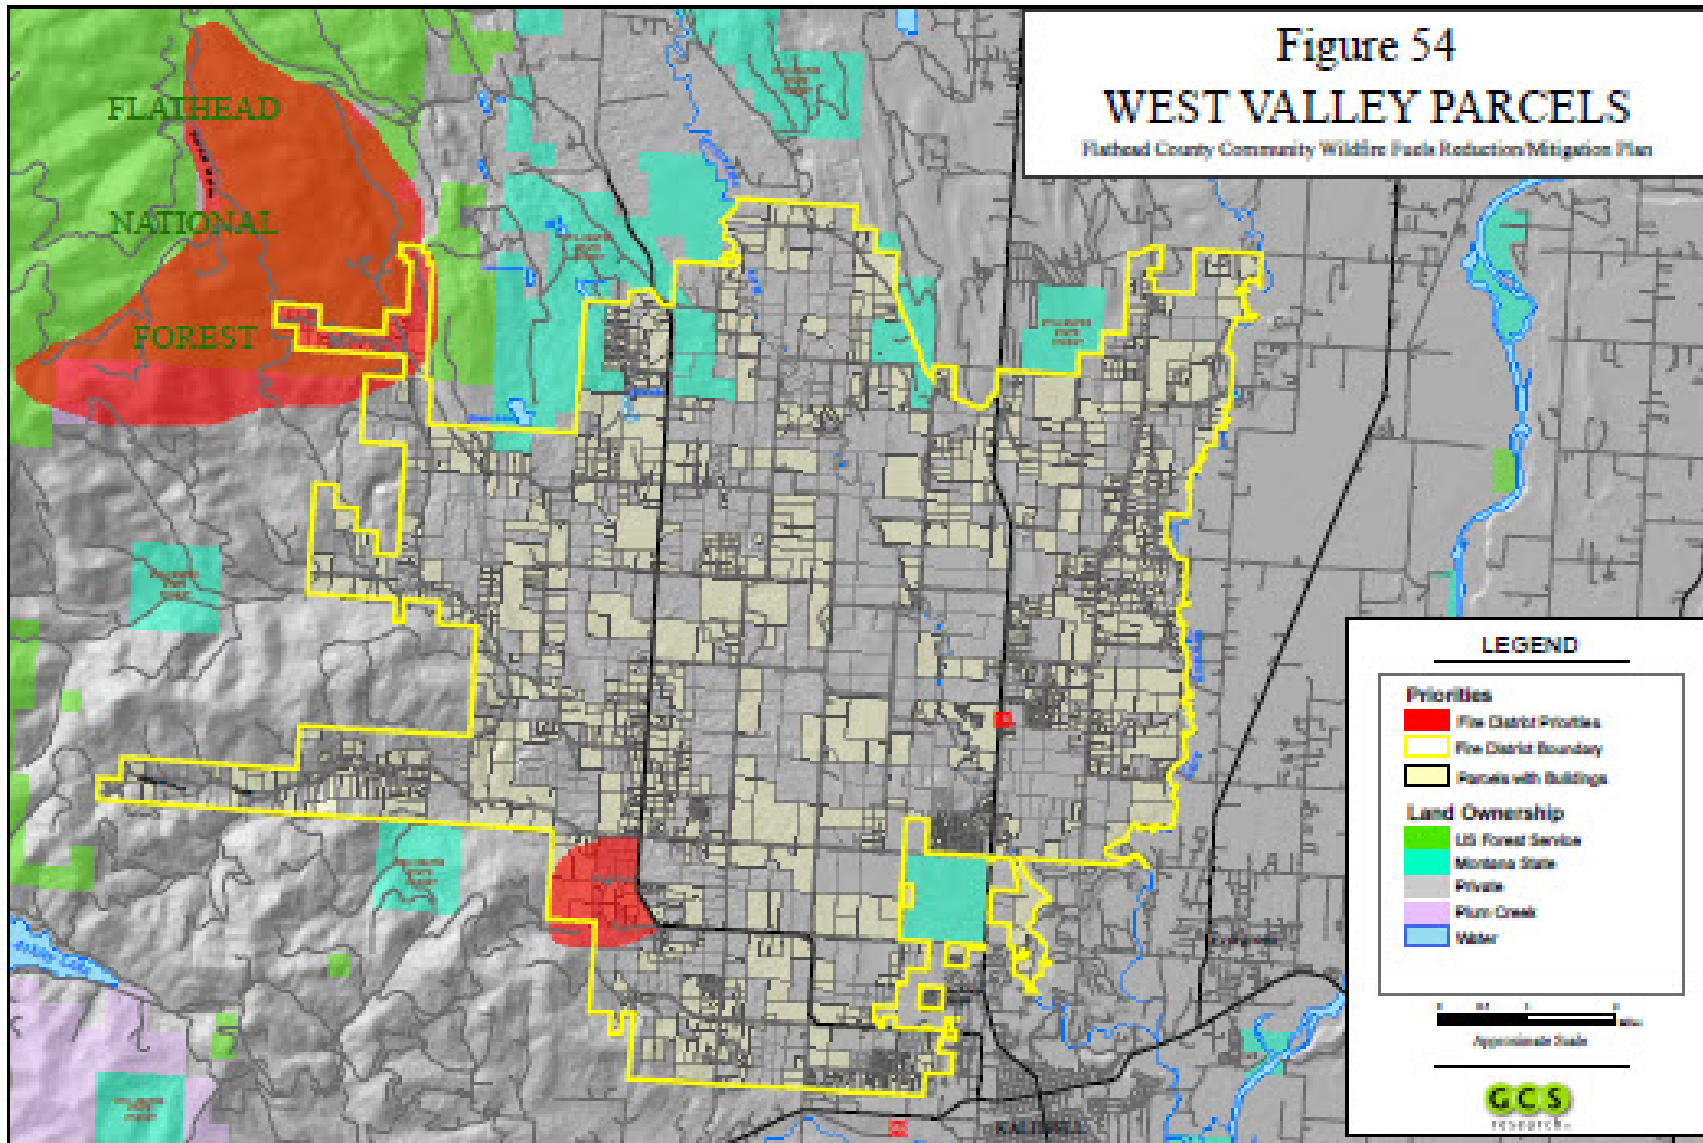 Figure 54
WEST VALLEY PARCELS
Flathead County Community Wildfire Fuels Reduction/Mitigation Plan
FLATHEAD
NATIONAL
FOREST
LEGEND
Priorities
Fire District Priorities
Fire District Boundary
Parcels with Buildings
Land Ownership
US Forest Service
Montana State
Private
Plum Creek
Water
Approximate Scale
GCS
research
KALISPELL